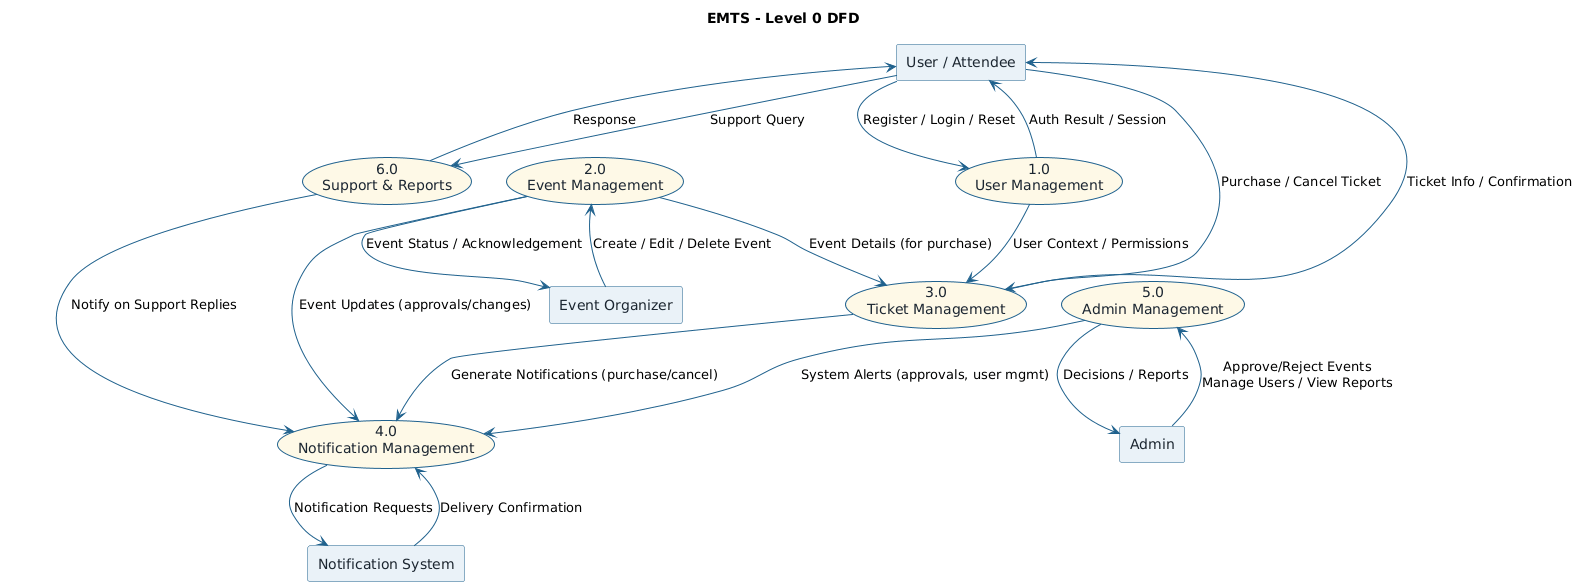 EMTS - Level 0 DFD
User / Attendee
Response
Support Query
Register / Login / Reset
Auth Result / Session
6.0
Support & Reports
2.0
Event Management
1.0
User Management
Purchase / Cancel Ticket
Ticket Info / Confirmation
Event Status / Acknowledgement
Create / Edit / Delete Event
Event Details (for purchase)
User Context / Permissions
Notify on Support Replies
Event Updates (approvals/changes)
Event Organizer
3.0
Ticket Management
5.0
Admin Management
Generate Notifications (purchase/cancel)
System Alerts (approvals, user mgmt)
Decisions / Reports
Approve/Reject Events
Manage Users / View Reports
4.0
Notification Management
Admin
Notification Requests
Delivery Confirmation
Notification System